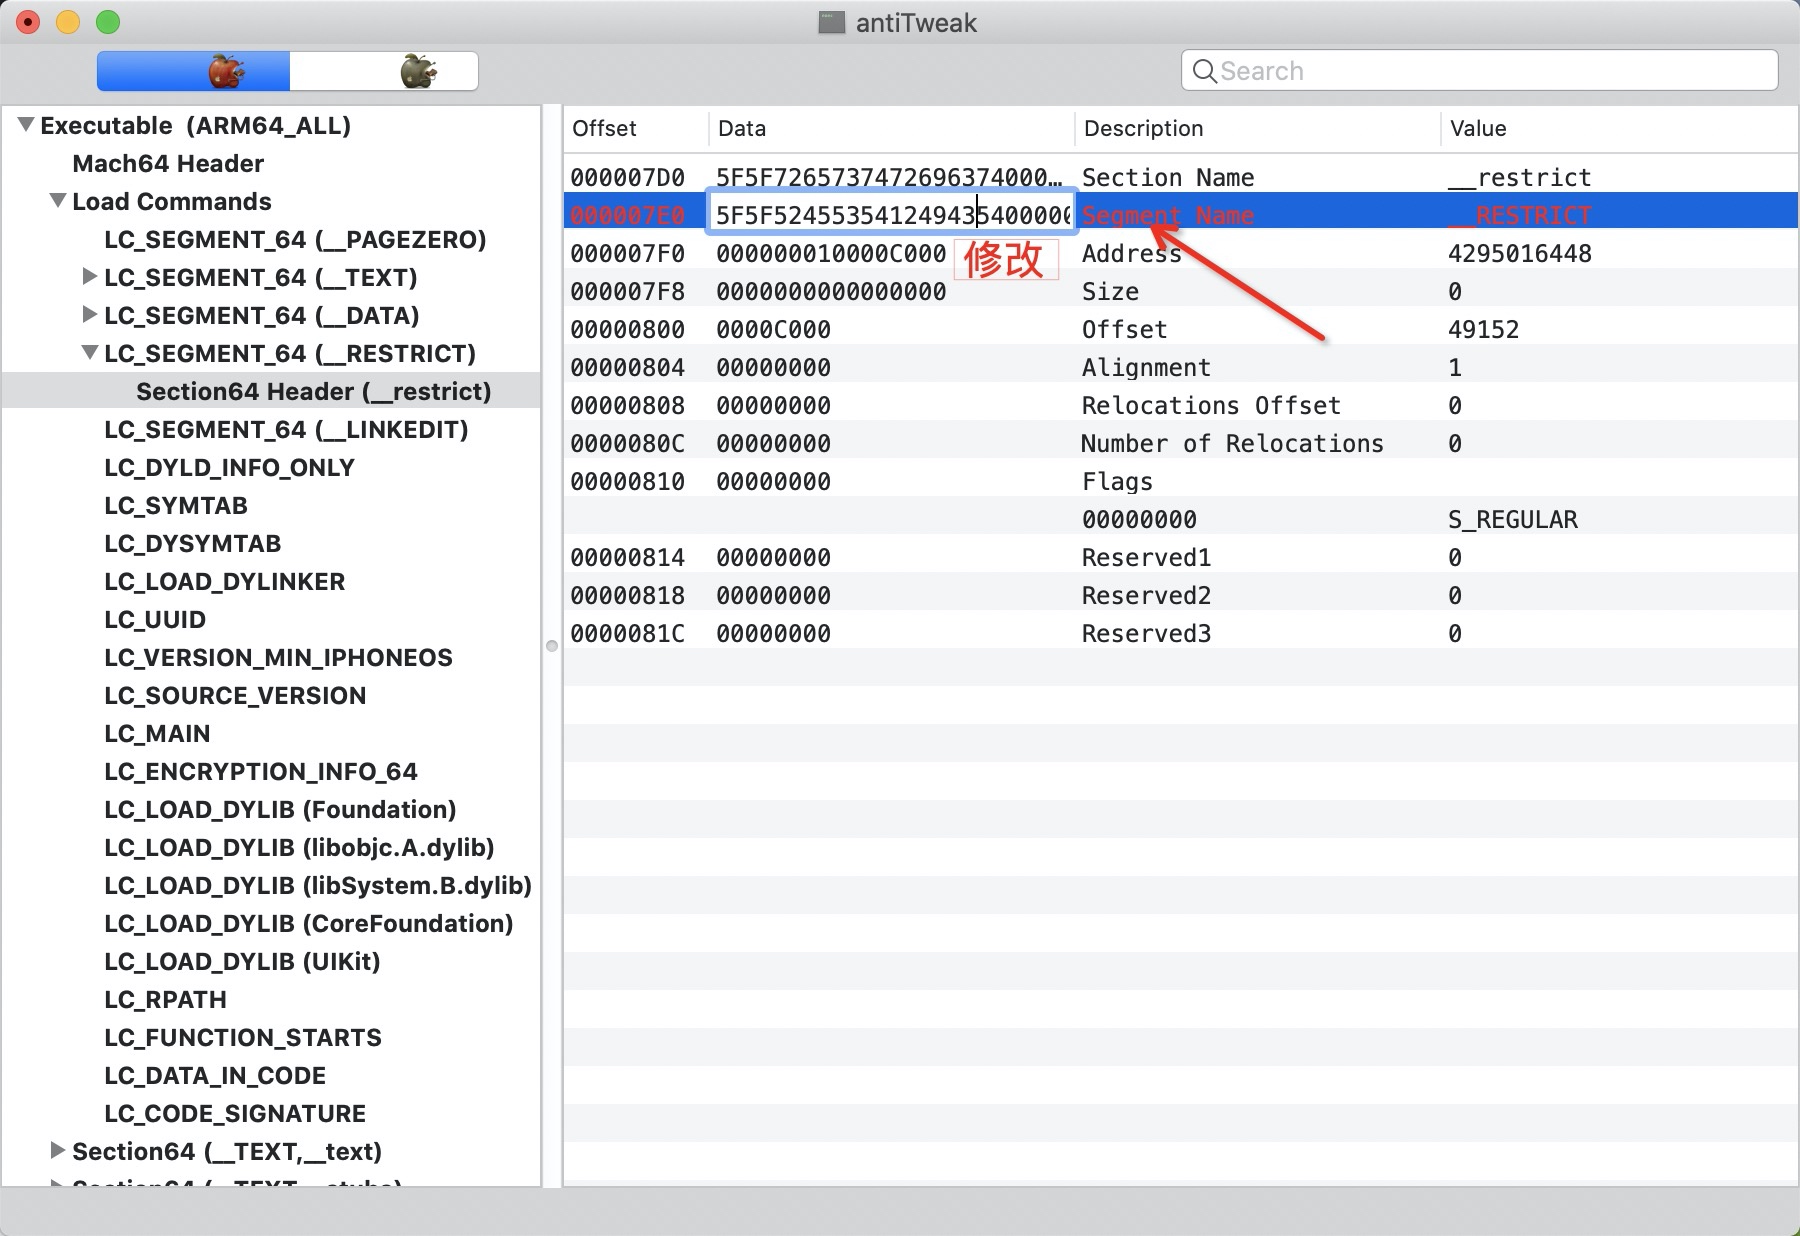 antiTweak
Search
Executable (ARM64_ALL)
Mach64 Header
Load Commands
LC_SEGMENT_64 (__PAGEZERO)
LC_SEGMENT_64 (__TEXT)
LC_SEGMENT_64 (__DATA)
LC_SEGMENT_64 (__RESTRICT)
Section64 Header (__restrict)
LC_SEGMENT_64 (__LINKEDIT)
LC_DYLD_INFO_ONLY
LC_SYMTAB
LC_DYSYMTAB
LC_LOAD_DYLINKER
LC_UUID
LC_VERSION_MIN_IPHONEOS
LC_SOURCE_VERSION
LC_MAIN
LC_ENCRYPTION_INFO_64
LC_LOAD_DYLIB (Foundation)
LC_LOAD_DYLIB (libobjc.A.dylib)
LC_LOAD_DYLIB (libSystem.B.dylib)
LC_LOAD_DYLIB (CoreFoundation)
LC_LOAD_DYLIB (UIKit)
LC_RPATH
LC_FUNCTION_STARTS
LC_DATA_IN_CODE
LC_CODE_SIGNATURE
Section64 (__TEXT,__text)
Section64 (__TEXT,__stubs)
Offset Data Description Value
000007D0 5F5F7265737472696374000… Section Name __restrict
000007E0 5F5F52455354124943540000 Segment Name __RESTRICT
000007F0 000000010000C000 修改 Address 4295016448
000007F8 0000000000000000 Size 0
00000800 0000C000 Offset 49152
00000804 00000000 Alignment 1
00000808 00000000 Relocations Offset 0
0000080C 00000000 Number of Relocations 0
00000810 00000000 Flags
00000000 S_REGULAR
00000814 00000000 Reserved1 0
00000818 00000000 Reserved2 0
0000081C 00000000 Reserved3 0